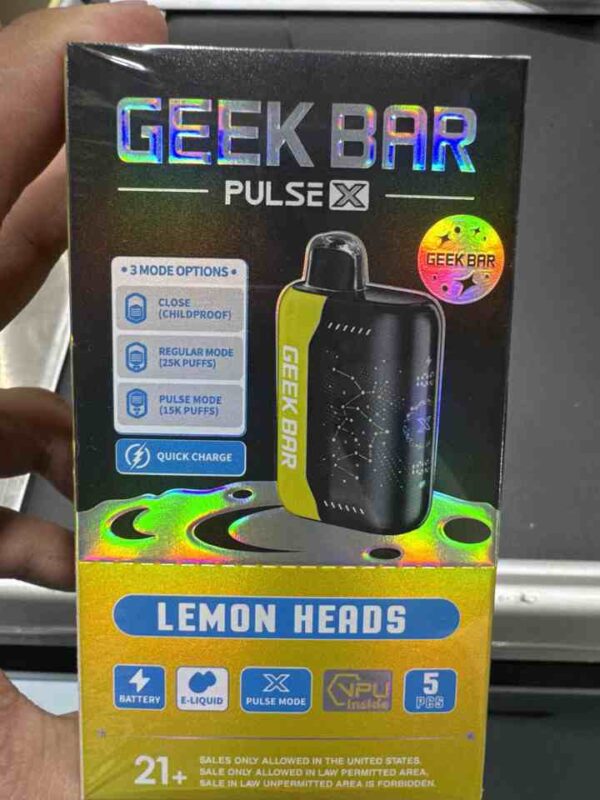 GEEK BAR
PULSE X
GEEK BAR
• 3 MODE OPTIONS •
CLOSE
(CHILDPROOF)
REGULAR MODE
(25K PUFFS)
PULSE MODE
(15K PUFFS)
QUICK CHARGE
GEEK BAR
X
LEMON HEADS
BATTERY
E-LIQUID
X
PULSE MODE
VPU
Inside
5
PCS
21+
SALES ONLY ALLOWED IN THE UNITED STATES.
SALE ONLY ALLOWED IN LAW PERMITTED AREA,
SALE IN LAW UNPERMITTED AREA IS FORBIDDEN.